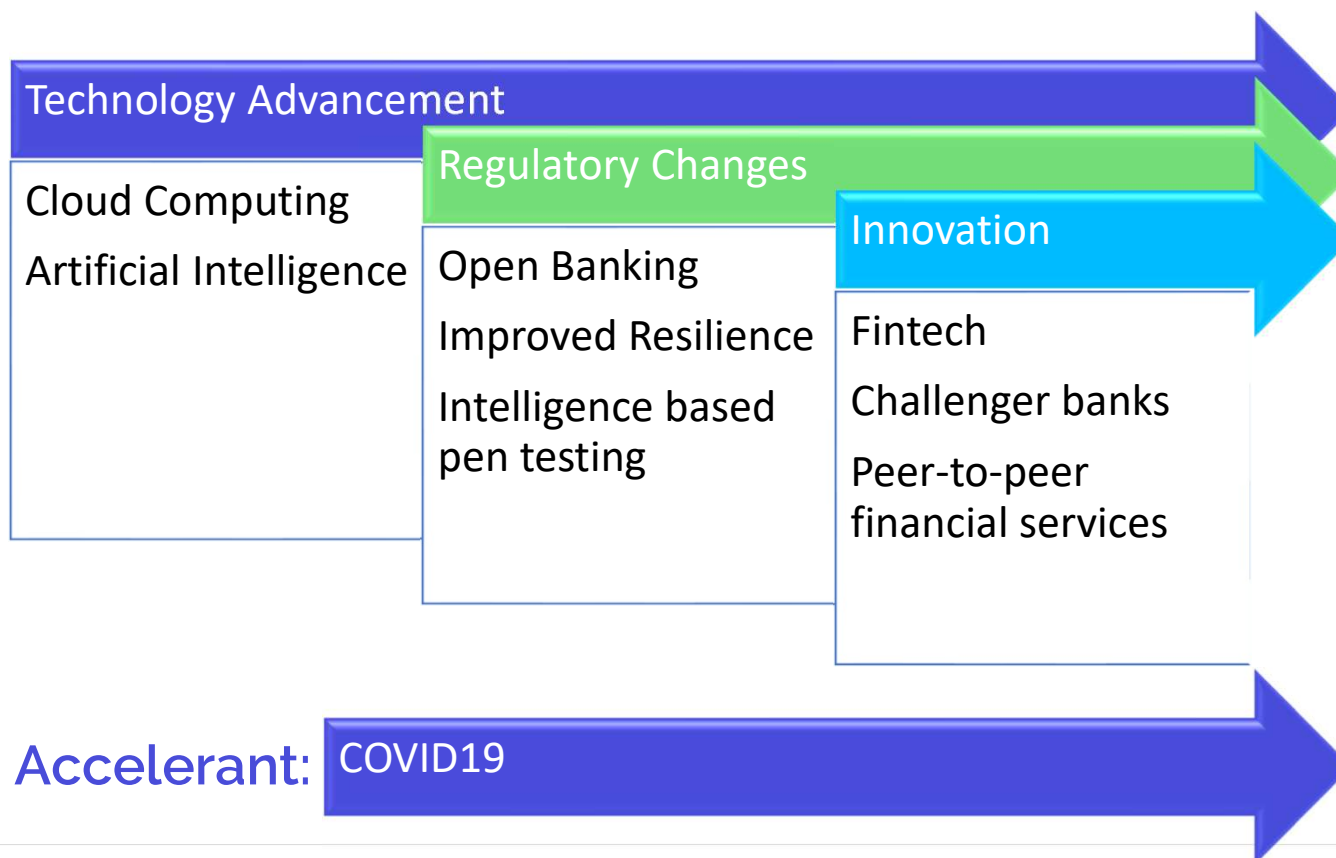 Technology Advancement
Cloud Computing
Artificial Intelligence
Regulatory Changes
Open Banking
Improved Resilience
Intelligence based
pen testing
Innovation
Fintech
Challenger banks
Peer-to-peer
financial services
Accelerant:
COVID19